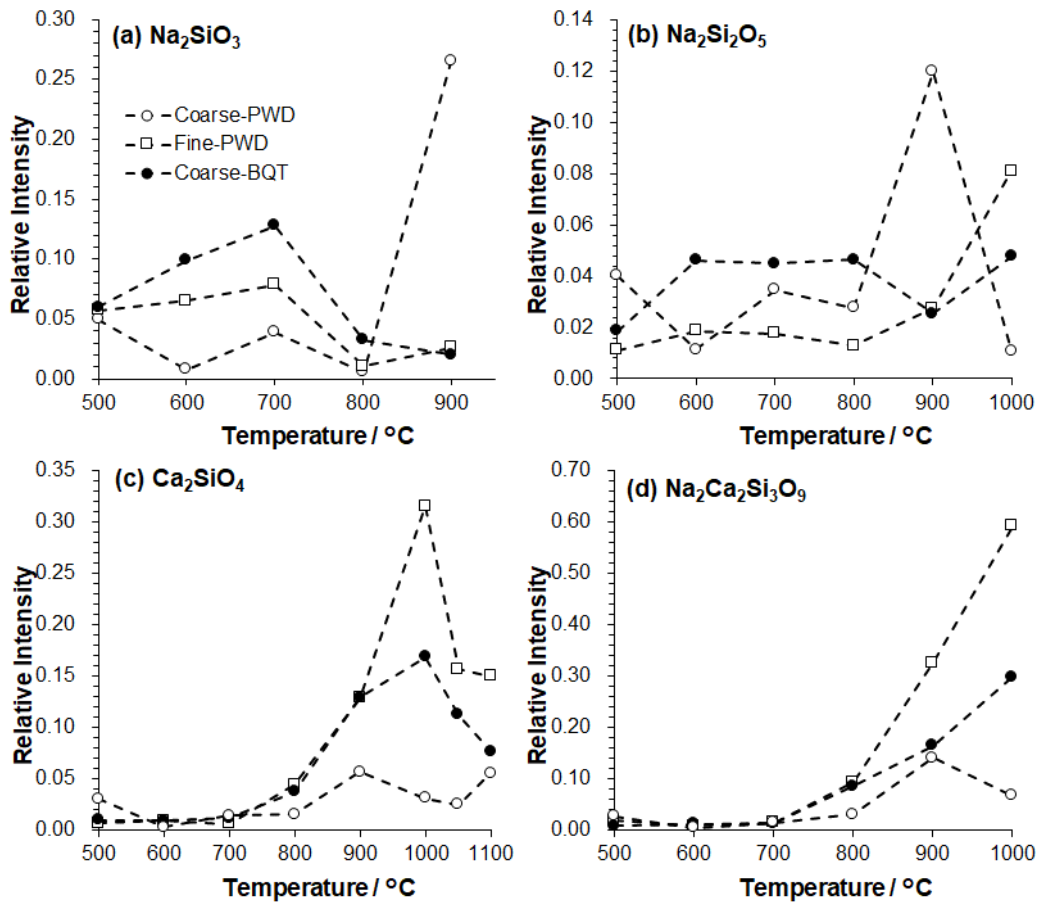 (a) Na₂SiO₃
0.30
0.25
0.20
0.15
0.10
0.05
0.00
Relative Intensity
Coarse-PWD
Fine-PWD
Coarse-BQT
500 600 700 800 900
Temperature / °C
(b) Na₂Si₂O₅
0.14
0.12
0.10
0.08
0.06
0.04
0.02
0.00
Relative Intensity
500 600 700 800 900 1000
Temperature / °C
(c) Ca₂SiO₄
0.35
0.30
0.25
0.20
0.15
0.10
0.05
0.00
Relative Intensity
500 600 700 800 900 1000 1100
Temperature / °C
(d) Na₂Ca₂Si₃O₉
0.70
0.60
0.50
0.40
0.30
0.20
0.10
0.00
Relative Intensity
500 600 700 800 900 1000
Temperature / °C